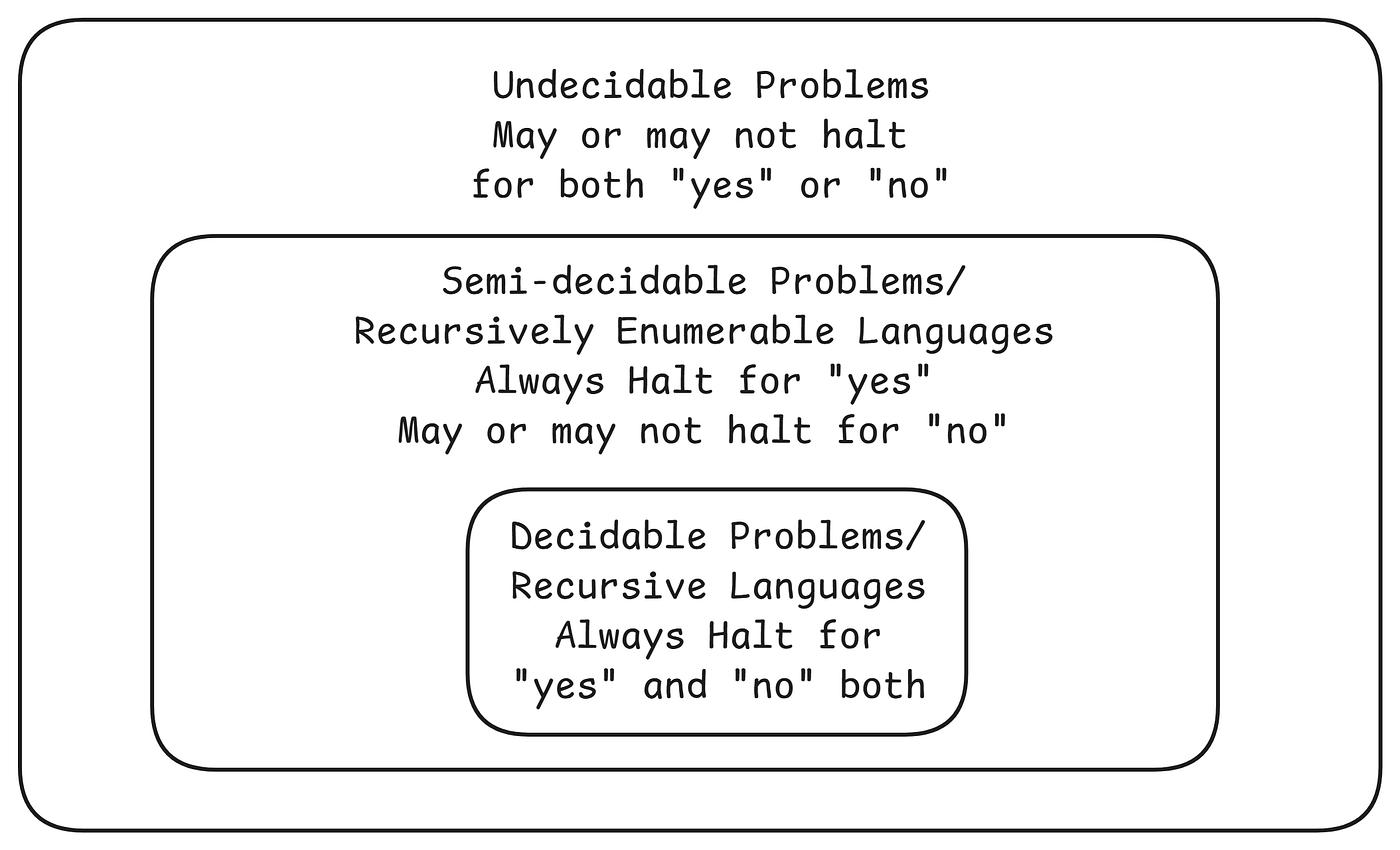 Undecidable Problems
May or may not halt
for both "yes" or "no"
Semi-decidable Problems/
Recursively Enumerable Languages
Always Halt for "yes"
May or may not halt for "no"
Decidable Problems/
Recursive Languages
Always Halt for
"yes" and "no" both